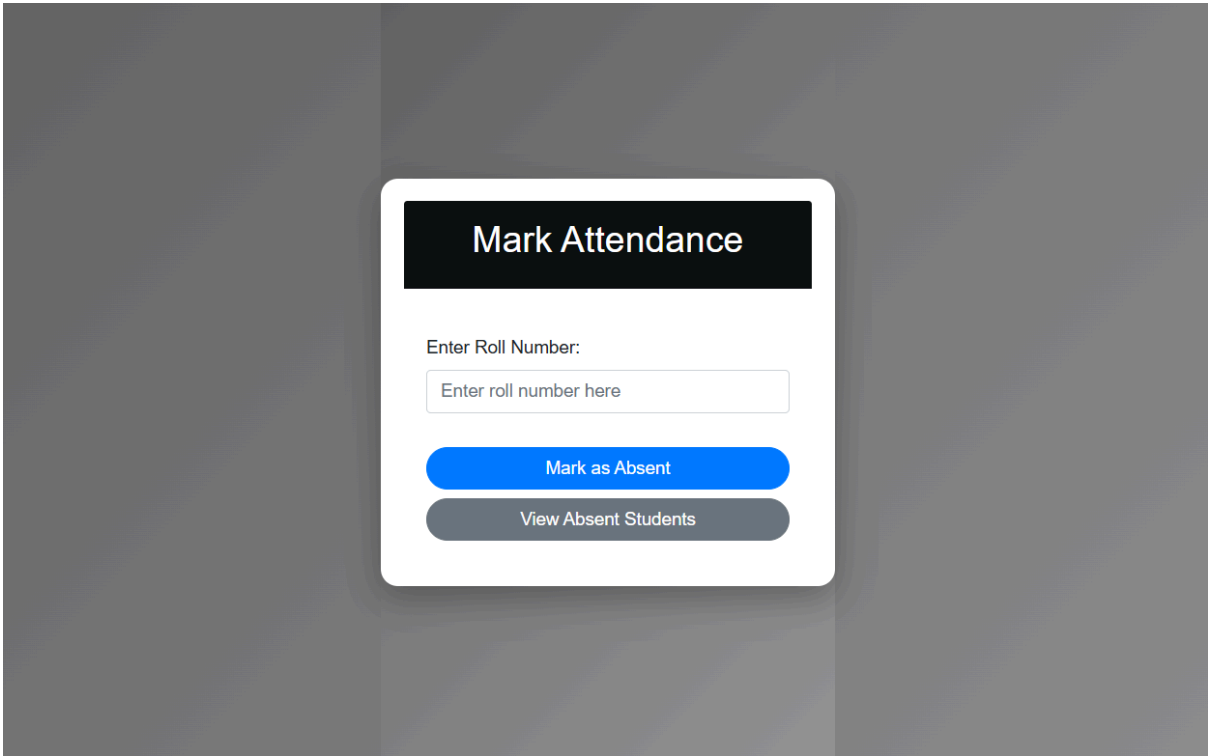 Mark Attendance
Enter Roll Number:
Enter roll number here
Mark as Absent
View Absent Students